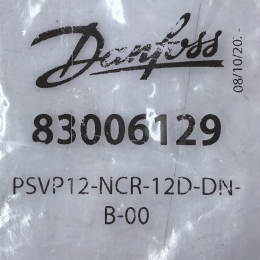 Danfoss
08/10/20. -
83006129
PSVP12-NCR-12D-DN-
B-00